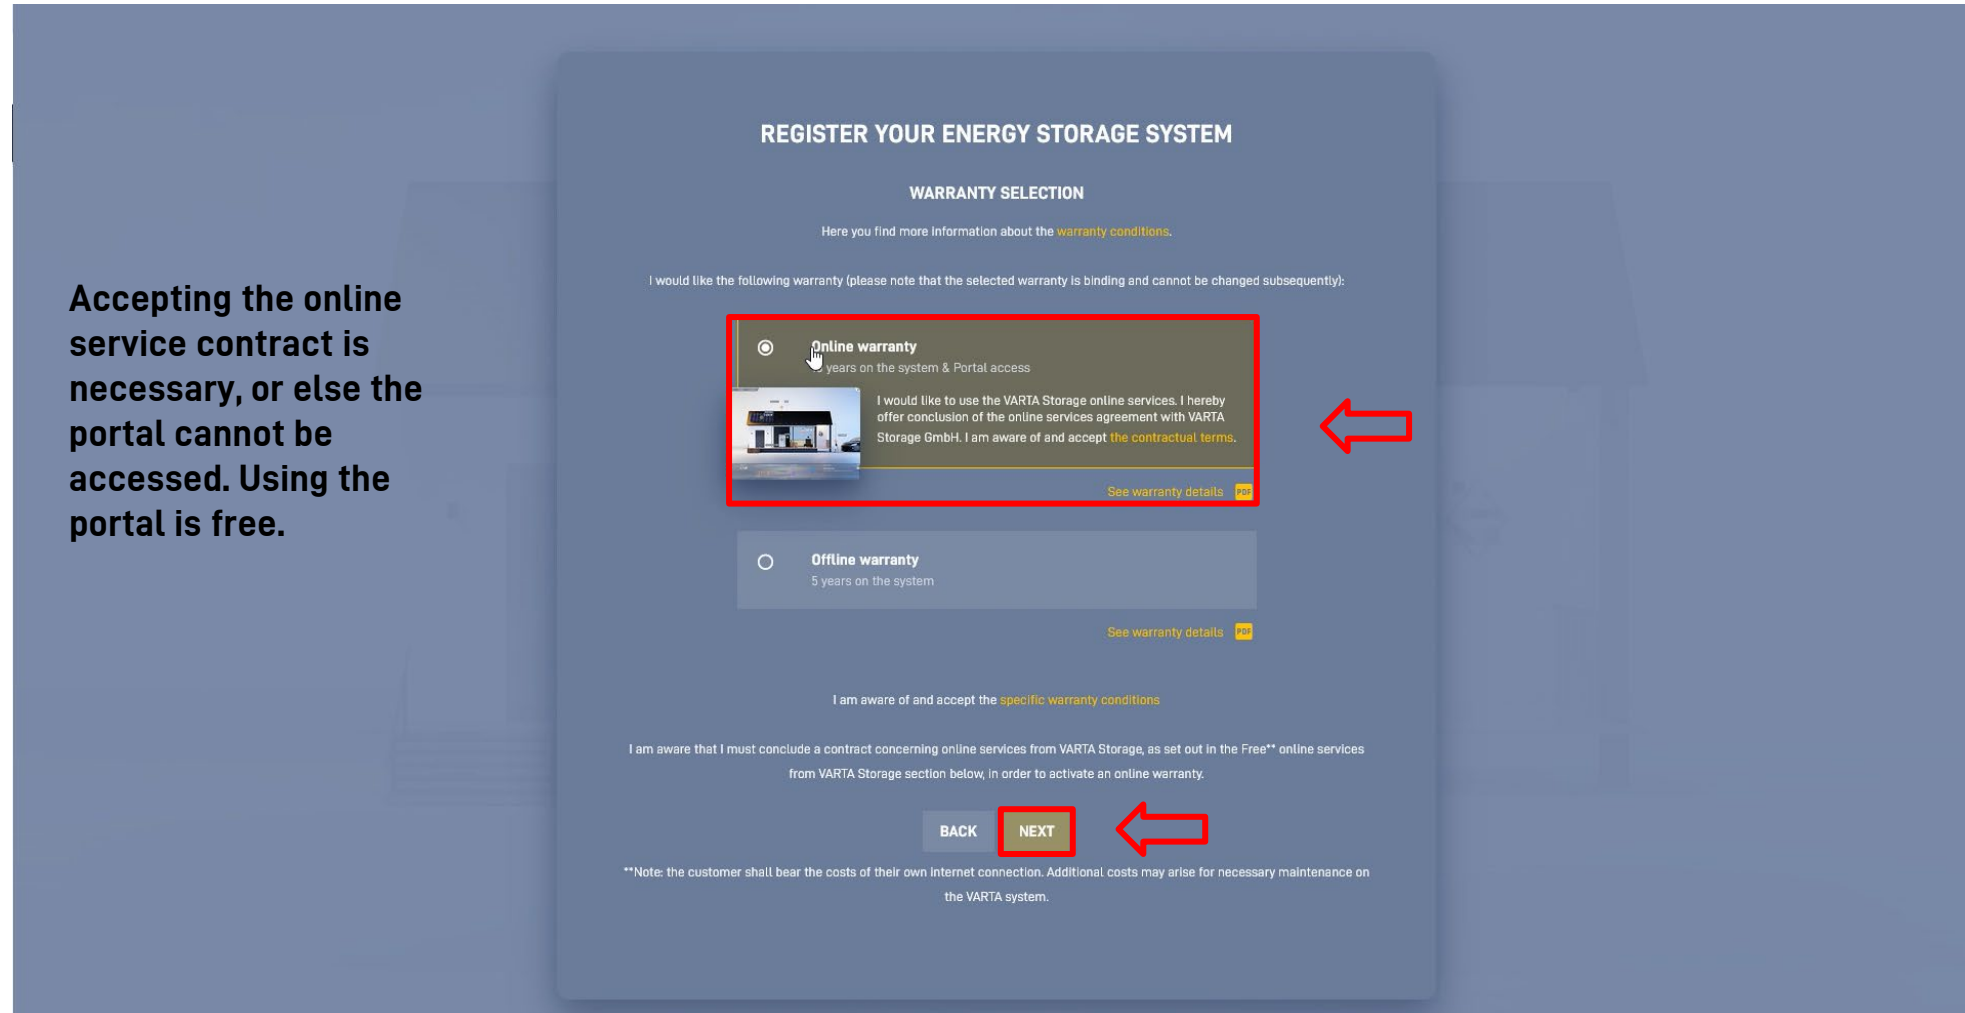 REGISTER YOUR ENERGY STORAGE SYSTEM
WARRANTY SELECTION
Here you find more information about the warranty conditions.
I would like the following warranty (please note that the selected warranty is binding and cannot be changed subsequently):
Accepting the online
service contract is
necessary, or else the
portal cannot be
accessed. Using the
portal is free.
Online warranty
years on the system & Portal access
I would like to use the VARTA Storage online services. I hereby
offer conclusion of the online services agreement with VARTA
Storage GmbH. I am aware of and accept the contractual terms.
See warranty details PDF
Offline warranty
5 years on the system
See warranty details PDF
I am aware of and accept the specific warranty conditions
I am aware that I must conclude a contract concerning online services from VARTA Storage, as set out in the Free** online services
from VARTA Storage section below, in order to activate an online warranty.
BACK NEXT
**Note: the customer shall bear the costs of their own internet connection. Additional costs may arise for necessary maintenance on
the VARTA system.